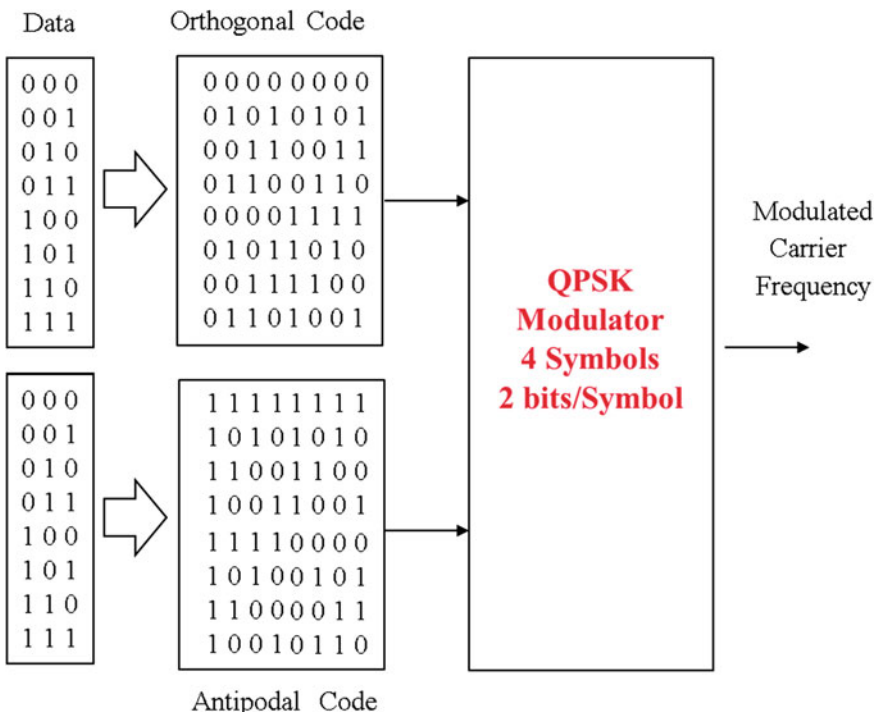 Data
Orthogonal Code
0 0 0
0 0 1
0 1 0
0 1 1
1 0 0
1 0 1
1 1 0
1 1 1
0 0 0 0 0 0 0 0
0 1 0 1 0 1 0 1
0 0 1 1 0 0 1 1
0 1 1 0 0 1 1 0
0 0 0 0 1 1 1 1
0 1 0 1 1 0 1 0
0 0 1 1 1 1 0 0
0 1 1 0 1 0 0 1
0 0 0
0 0 1
0 1 0
0 1 1
1 0 0
1 0 1
1 1 0
1 1 1
1 1 1 1 1 1 1 1
1 0 1 0 1 0 1 0
1 1 0 0 1 1 0 0
1 0 0 1 1 0 0 1
1 1 1 1 0 0 0 0
1 0 1 0 0 1 0 1
1 1 0 0 0 0 1 1
1 0 0 1 0 1 1 0
Antipodal Code
QPSK
Modulator
4 Symbols
2 bits/Symbol
Modulated
Carrier
Frequency